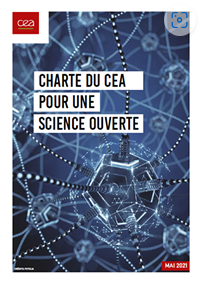 cea
CHARTE DU CEA
POUR UNE
SCIENCE OUVERTE
MAI 2021